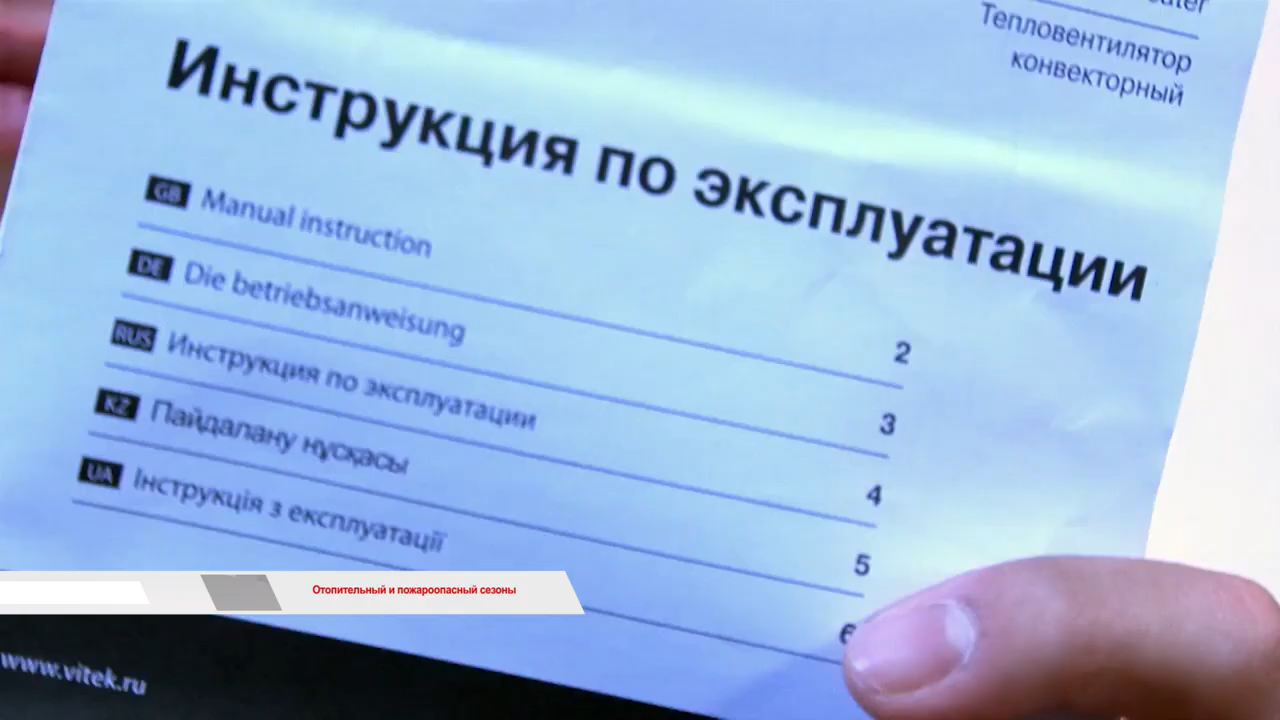 Тепловентилятор
конвекторный
Инструкция по эксплуатации
GB Manual instruction 2
DE Die betriebsanweisung 3
RUS Инструкция по эксплуатации 4
KZ Пайдалану нұсқасы 5
UA Інструкція з експлуатації 6
Отопительный и пожароопасный сезоны
www.vitek.ru